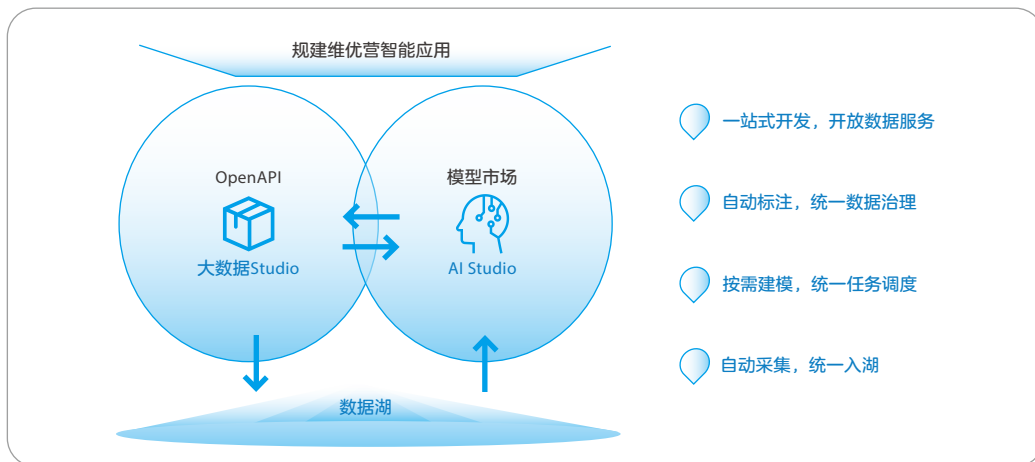 规建维优营智能应用
OpenAPI
大数据Studio
模型市场
AI Studio
数据湖
一站式开发，开放数据服务
自动标注，统一数据治理
按需建模，统一任务调度
自动采集，统一入湖